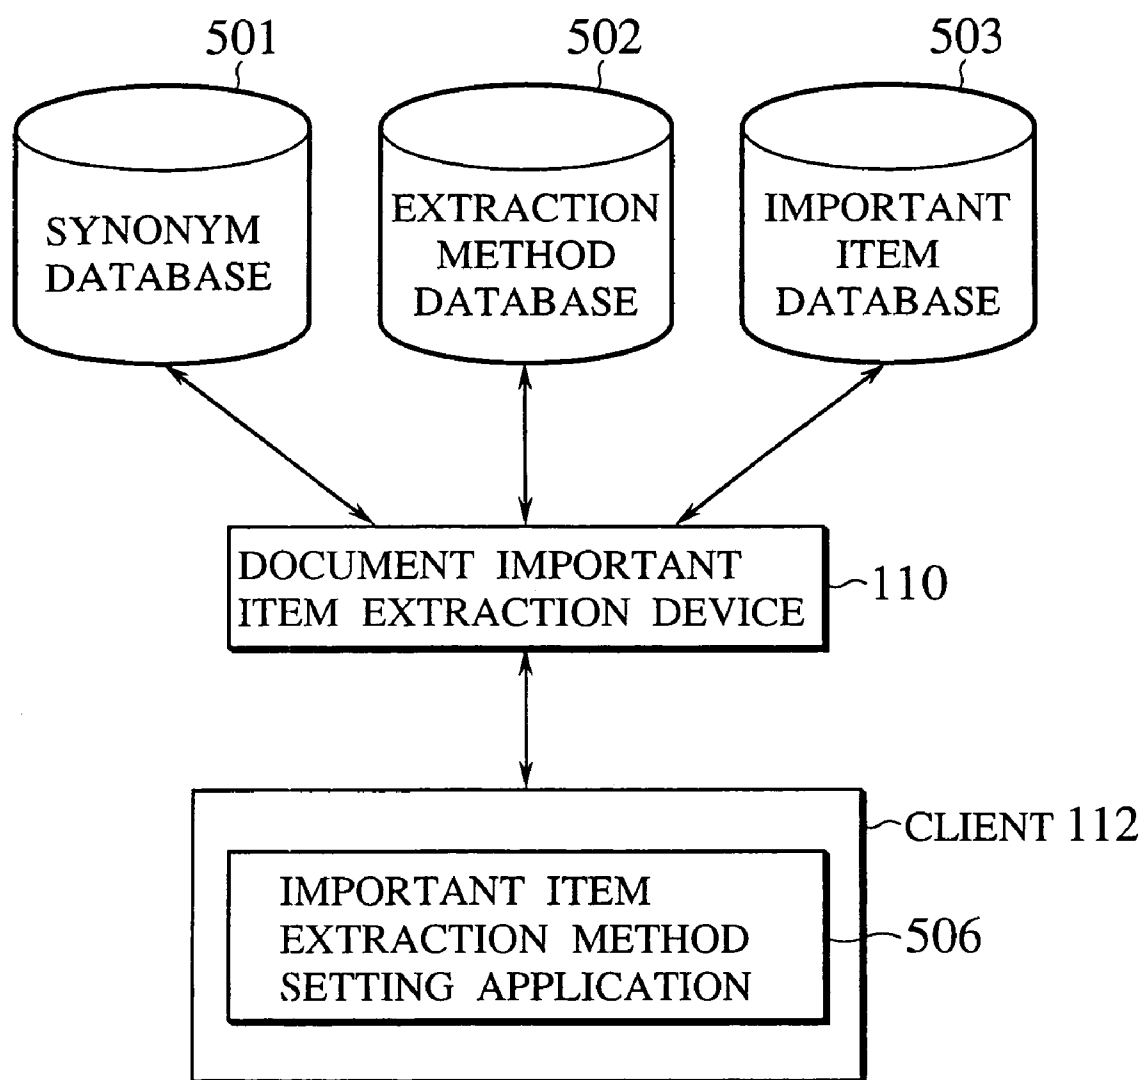 501
502
503
SYNONYM
DATABASE
EXTRACTION
METHOD
DATABASE
IMPORTANT
ITEM
DATABASE
DOCUMENT IMPORTANT
ITEM EXTRACTION DEVICE
110
CLIENT 112
IMPORTANT ITEM
EXTRACTION METHOD
SETTING APPLICATION
506